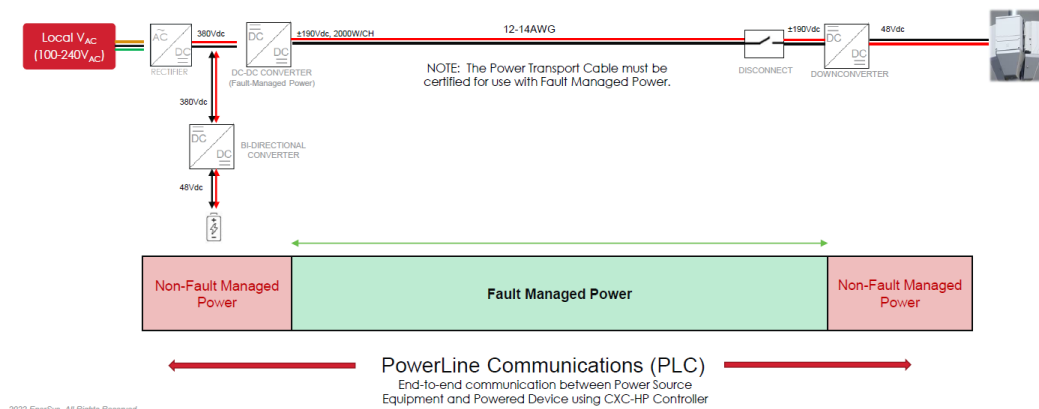 Local VAC
(100-240VAC)
AC
DC
RECTIFIER
380Vdc
DC
DC
DC-DC CONVERTER
(Fault-Managed Power)
±190Vdc, 2000W/CH
12-14AWG
NOTE: The Power Transport Cable must be
certified for use with Fault Managed Power.
DISCONNECT
±190Vdc
DC
DC
DOWNCONVERTER
48Vdc
380Vdc
DC
DC
BI-DIRECTIONAL
CONVERTER
48Vdc
Non-Fault Managed
Power
Fault Managed Power
Non-Fault Managed
Power
PowerLine Communications (PLC)
End-to-end communication between Power Source
Equipment and Powered Device using CXC-HP Controller